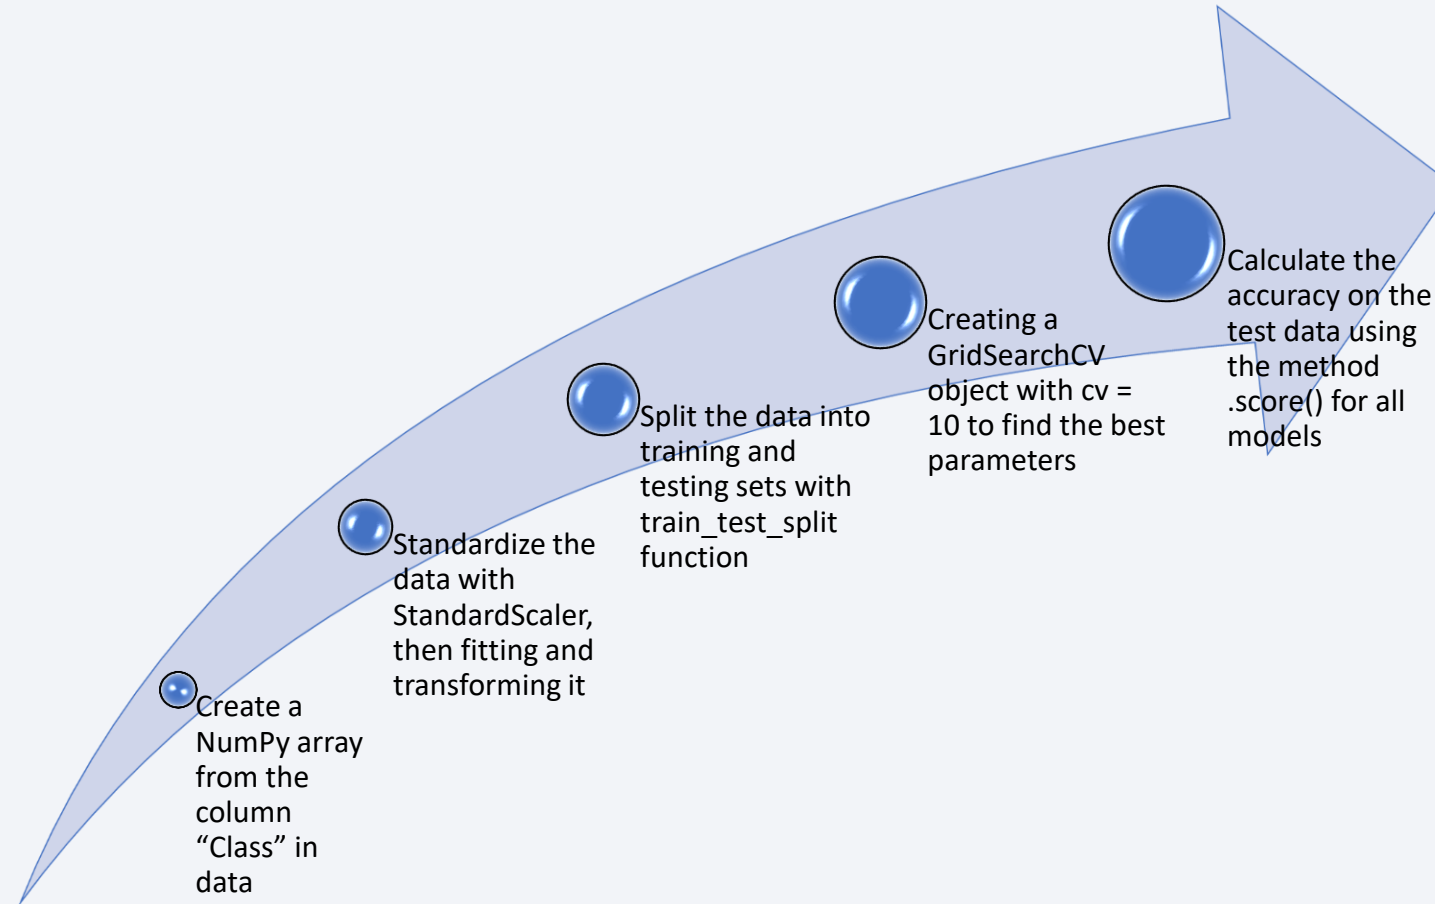 Create a
NumPy array
from the
column
“Class” in
data
Standardize the
data with
StandardScaler,
then fitting and
transforming it
Split the data into
training and
testing sets with
train_test_split
function
Creating a
GridSearchCV
object with cv =
10 to find the best
parameters
Calculate the
accuracy on the
test data using
the method
.score() for all
models